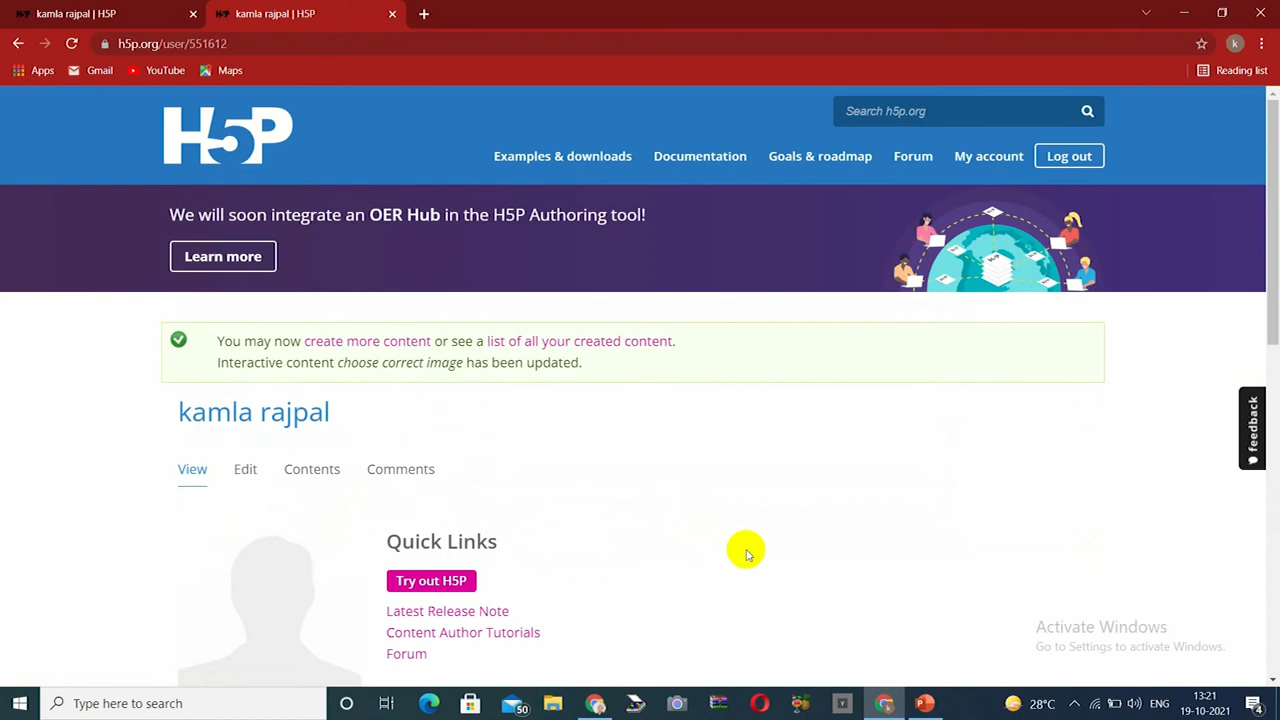 kamla rajpal | H5P
kamla rajpal | H5P
h5p.org/user/551612
k
Apps Gmail YouTube Maps Reading list
H5P
Search h5p.org
Examples & downloads Documentation Goals & roadmap Forum My account Log out
We will soon integrate an OER Hub in the H5P Authoring tool!
Learn more
You may now create more content or see a list of all your created content.
Interactive content choose correct image has been updated.
feedback
kamla rajpal
View Edit Contents Comments
Quick Links
Try out H5P
Latest Release Note
Content Author Tutorials
Forum
Activate Windows
Go to Settings to activate Windows.
Type here to search
50
28°C
ENG
13:21
19-10-2021
4